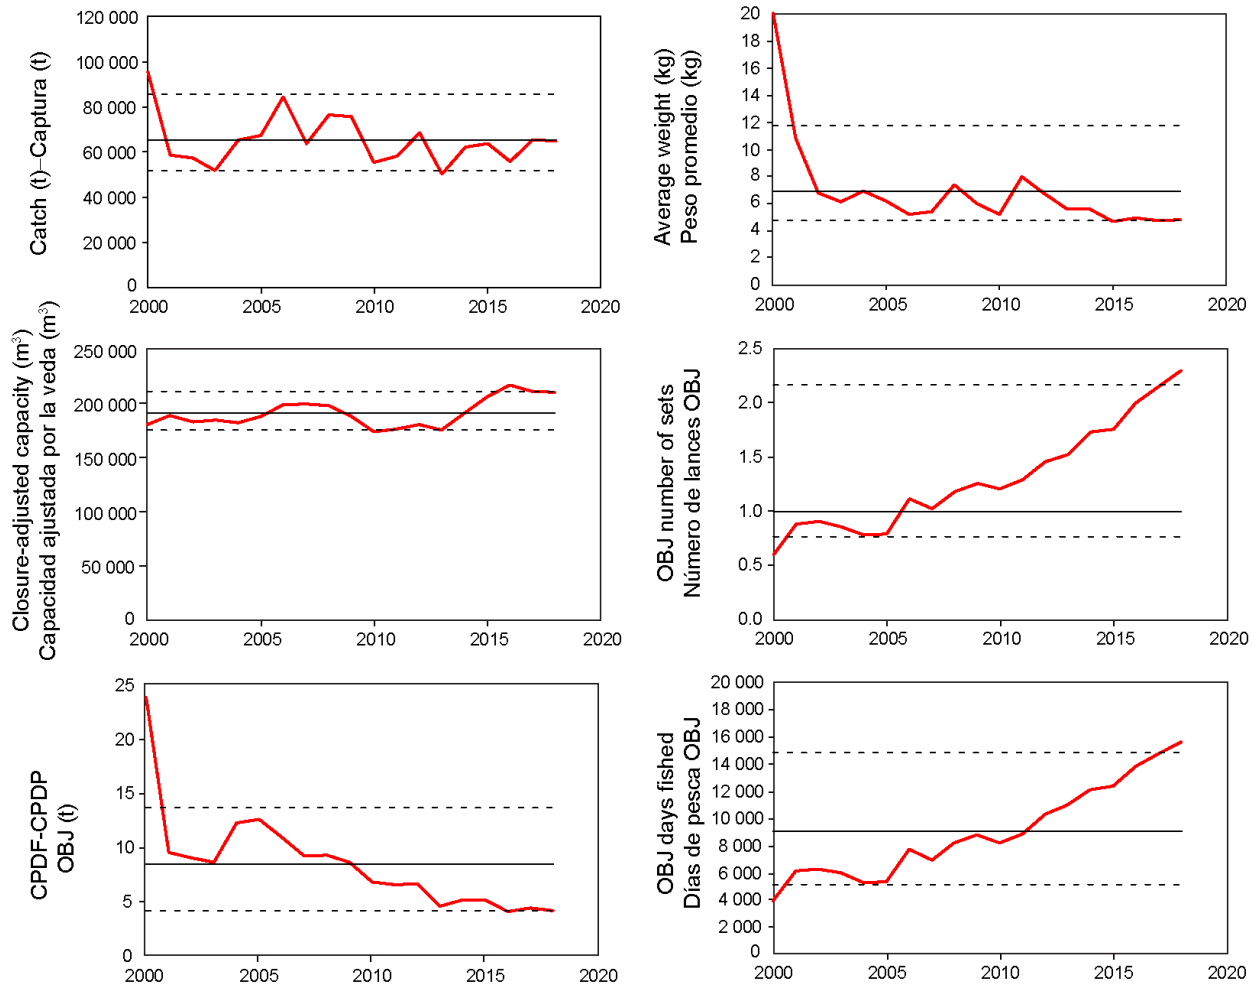 Catch (t)–Captura (t)
120 000
100 000
80 000
60 000
40 000
20 000
0
2000 2005 2010 2015 2020
Average weight (kg)
Peso promedio (kg)
20
18
16
14
12
10
8
6
4
2
0
2000 2005 2010 2015 2020
Closure-adjusted capacity (m³)
Capacidad ajustada por la veda (m³)
250 000
200 000
150 000
100 000
50 000
0
2000 2005 2010 2015 2020
OBJ number of sets
Número de lances OBJ
2.5
2.0
1.5
1.0
0.5
0.0
2000 2005 2010 2015 2020
CPDF-CPDP
OBJ (t)
25
20
15
10
5
0
2000 2005 2010 2015 2020
OBJ days fished
Días de pesca OBJ
20 000
18 000
16 000
14 000
12 000
10 000
8 000
6 000
4 000
2 000
0
2000 2005 2010 2015 2020